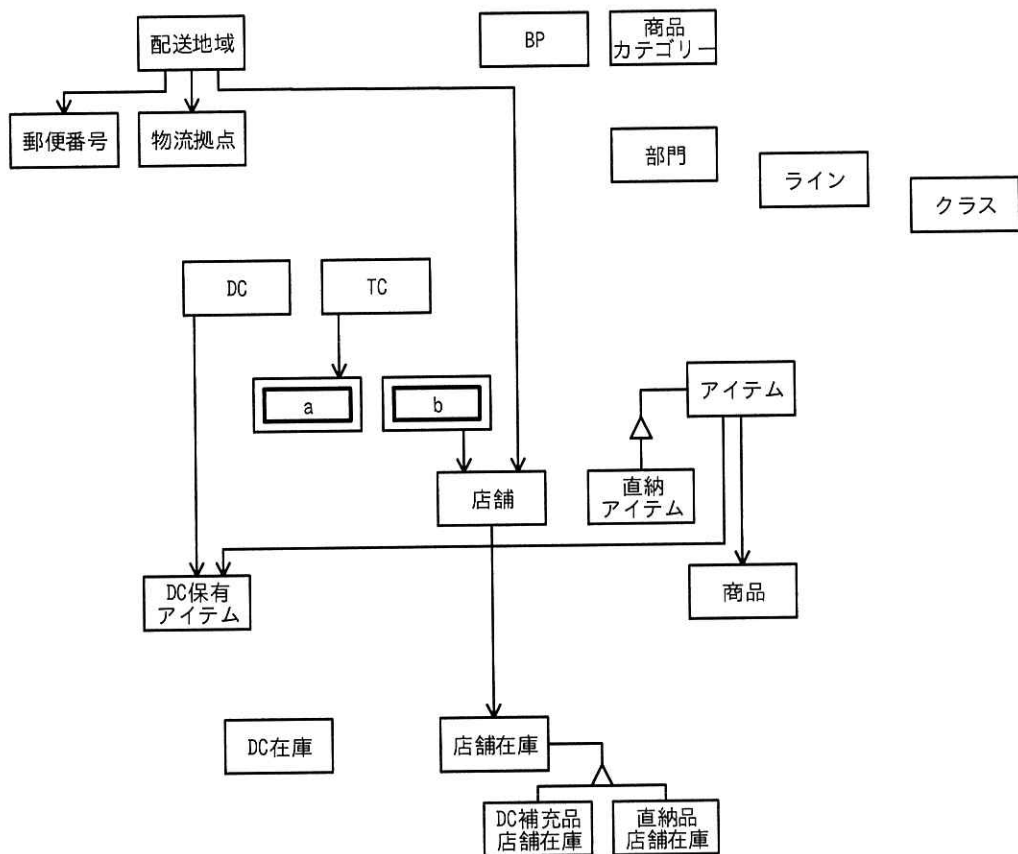 配送地域
BP
商品
カテゴリー
郵便番号
物流拠点
部門
ライン
クラス
DC
TC
a
b
アイテム
店舗
直納
アイテム
DC保有
アイテム
商品
DC在庫
店舗在庫
DC補充品
店舗在庫
直納品
店舗在庫